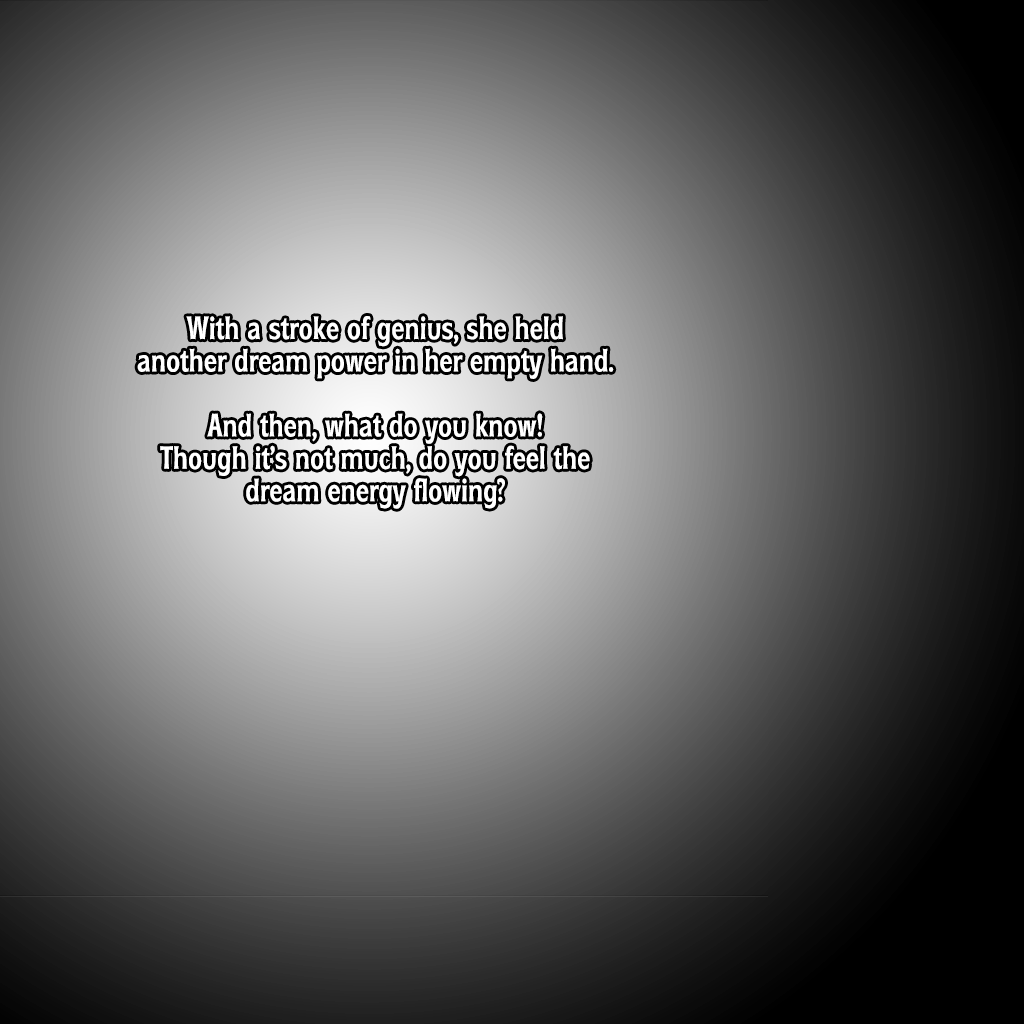 With a stroke of genius, she held
another dream power in her empty hand.
And then, what do you know!
Though it's not much, do you feel the
dream energy flowing?